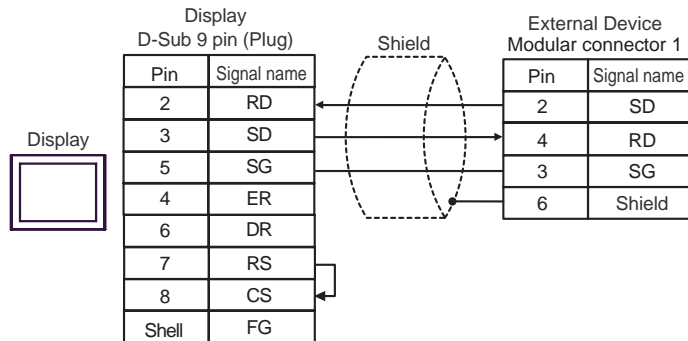 Display
D-Sub 9 pin (Plug)
Shield
External Device
Modular connector 1
Pin Signal name
2 RD
3 SD
5 SG
4 ER
6 DR
7 RS
8 CS
Shell FG
Display
Pin Signal name
2 SD
4 RD
3 SG
6 Shield